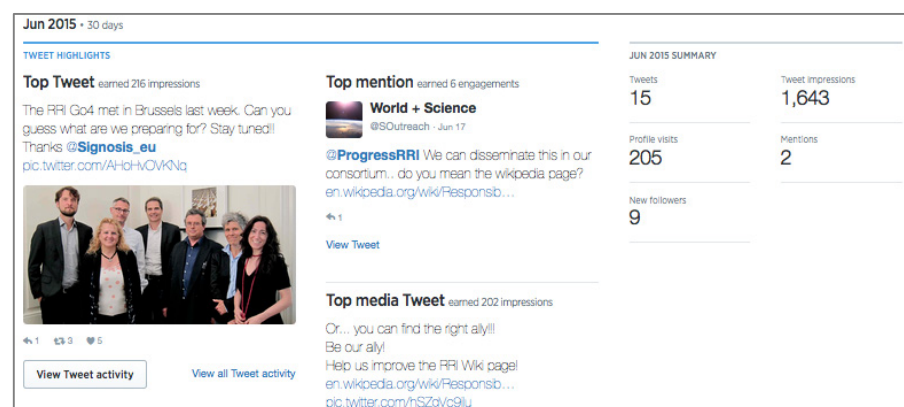 Jun 2015 • 30 days
TWEET HIGHLIGHTS
Top Tweet earned 216 impressions
The RRI Go4 met in Brussels last week. Can you
guess what are we preparing for? Stay tuned!!
Thanks @Signosis_eu
pic.twitter.com/AHoHvOVKNq
1 3 5
View Tweet activity
View all Tweet activity
Top mention earned 6 engagements
World + Science
@SOutreach · Jun 17
@ProgressRRI We can disseminate this in our
consortium.. do you mean the wikipedia page?
en.wikipedia.org/wiki/Responsib…
1
View Tweet
Top media Tweet earned 202 impressions
Or... you can find the right ally!!!
Be our ally!
Help us improve the RRI Wiki page!
en.wikipedia.org/wiki/Responsib…
pic.twitter.com/hSZdVc9iIu
JUN 2015 SUMMARY
Tweets
15
Tweet impressions
1,643
Profile visits
205
Mentions
2
New followers
9